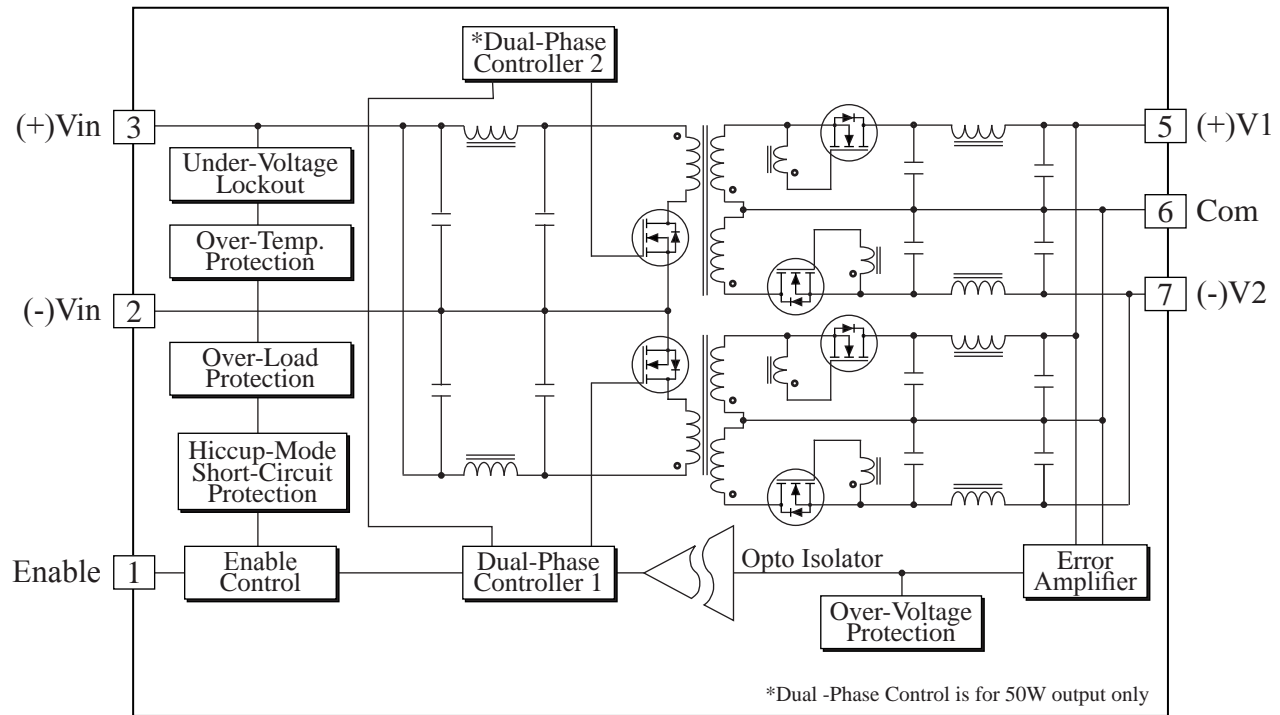 *Dual-Phase
Controller 2
(+)Vin
3
5
(+)V1
Under-Voltage
Lockout
6
Com
Over-Temp.
Protection
(-)Vin
2
7
(-)V2
Over-Load
Protection
Hiccup-Mode
Short-Circuit
Protection
Enable
1
Enable
Control
Dual-Phase
Controller 1
Opto Isolator
Error
Amplifier
Over-Voltage
Protection
*Dual -Phase Control is for 50W output only